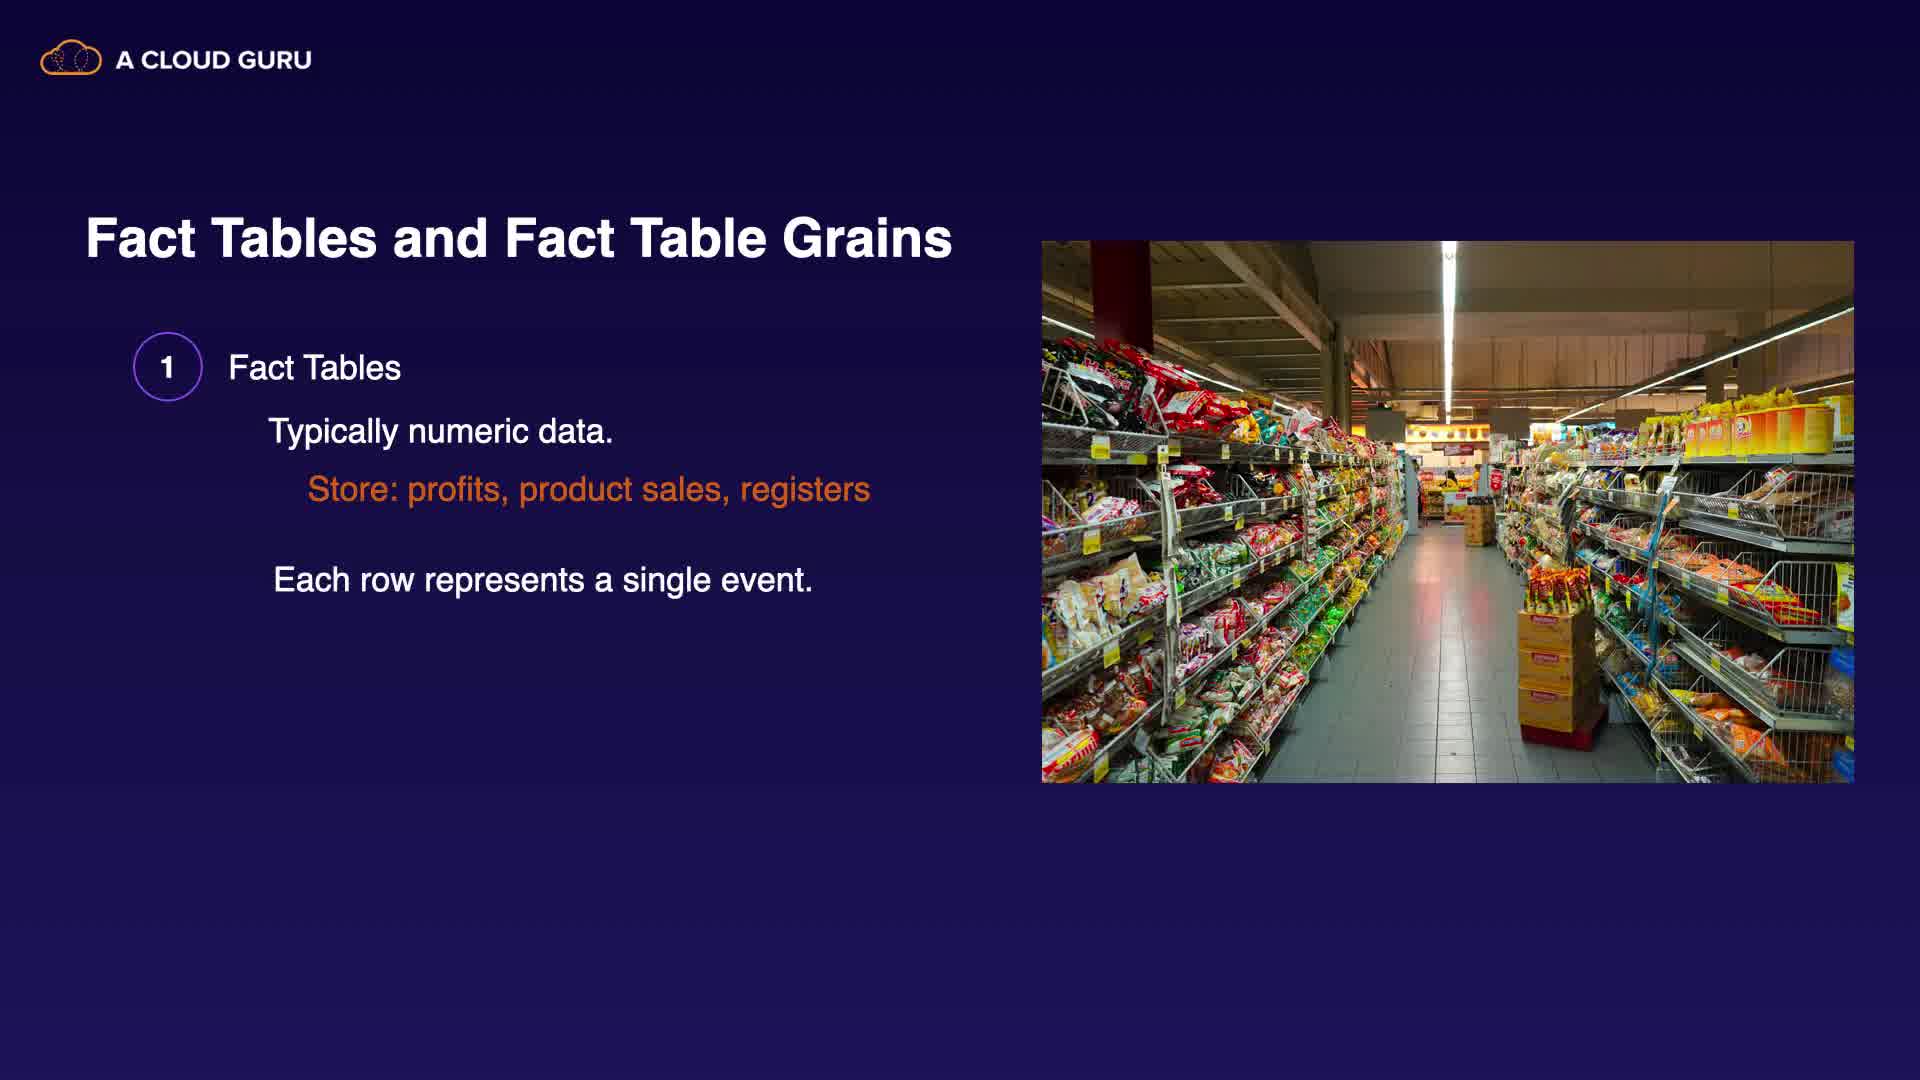 A CLOUD GURU
Fact Tables and Fact Table Grains
1 Fact Tables
Typically numeric data.
Store: profits, product sales, registers
Each row represents a single event.